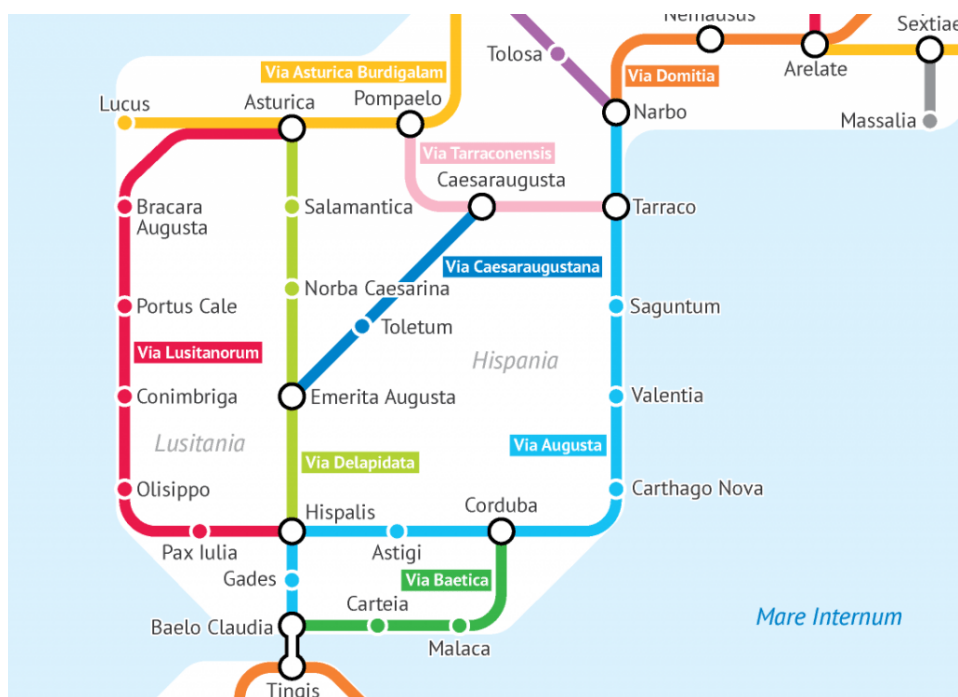 Nemausus
Sextiae
Tolosa
Via Asturica Burdigalam
Via Domitia
Arelate
Lucus
Asturica
Pompaelo
Narbo
Massalia
Via Tarraconensis
Caesaraugusta
Bracara
Augusta
Salamantica
Tarraco
Via Caesaraugustana
Norba Caesarina
Portus Cale
Saguntum
Toletum
Via Lusitanorum
Hispania
Conimbriga
Emerita Augusta
Valentia
Lusitania
Via Augusta
Via Delapidata
Olisippo
Carthago Nova
Hispalis
Corduba
Pax Iulia
Astigi
Gades
Via Baetica
Carteia
Mare Internum
Baelo Claudia
Malaca
Tingis